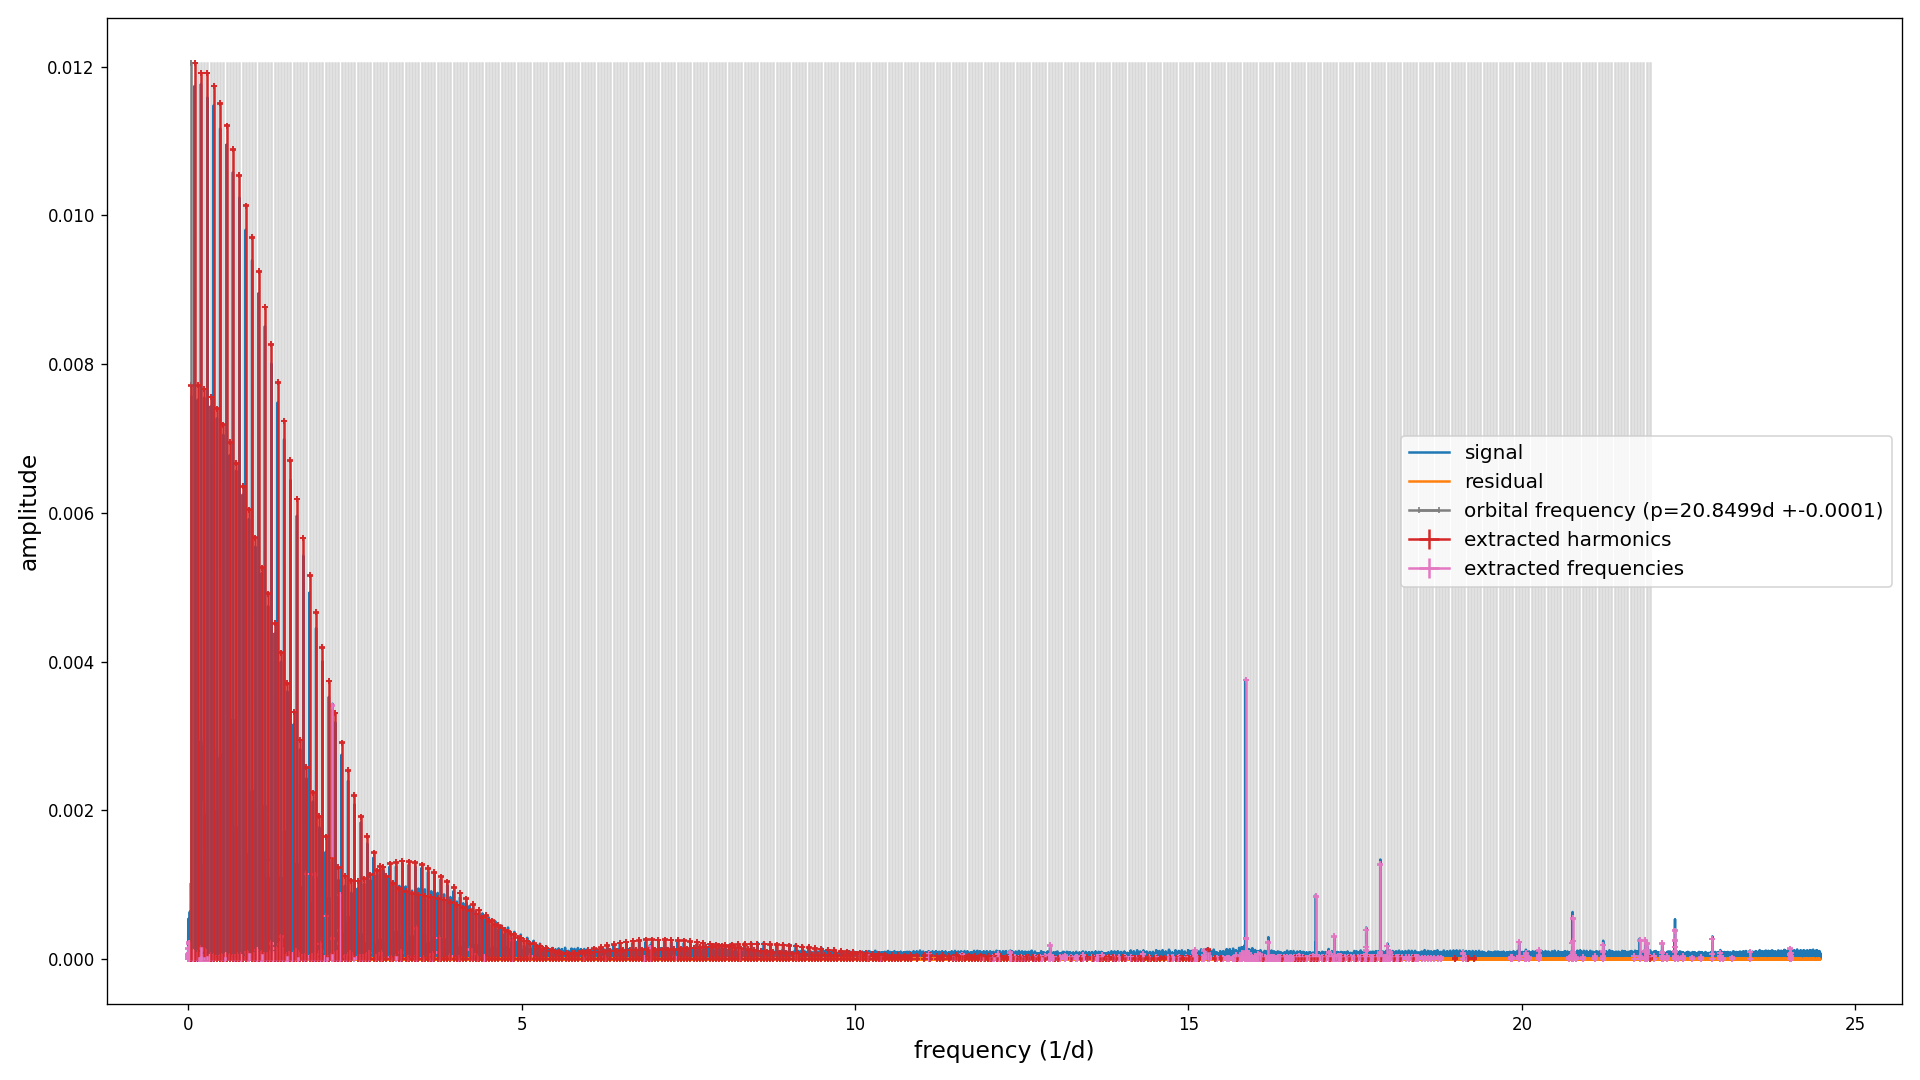 0.012
0.010
0.008
0.006
0.004
0.002
0.000
amplitude
signal
residual
orbital frequency (p=20.8499d +-0.0001)
extracted harmonics
extracted frequencies
0 5 10 15 20 25
frequency (1/d)